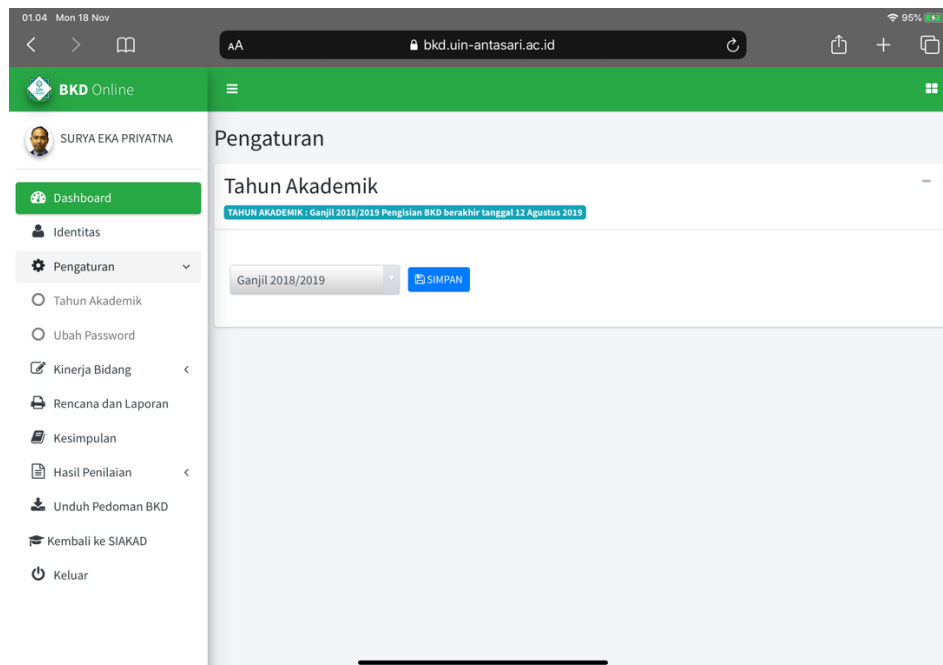 01.04 Mon 18 Nov
95%
AA
bkd.uin-antasari.ac.id
BKD Online
SURYA EKA PRIYATNA
Dashboard
Identitas
Pengaturan
Tahun Akademik
Ubah Password
Kinerja Bidang
Rencana dan Laporan
Kesimpulan
Hasil Penilaian
Unduh Pedoman BKD
Kembali ke SIAKAD
Keluar
Pengaturan
Tahun Akademik
TAHUN AKADEMIK : Ganjil 2018/2019 Pengisian BKD berakhir tanggal 12 Agustus 2019
Ganjil 2018/2019
SIMPAN